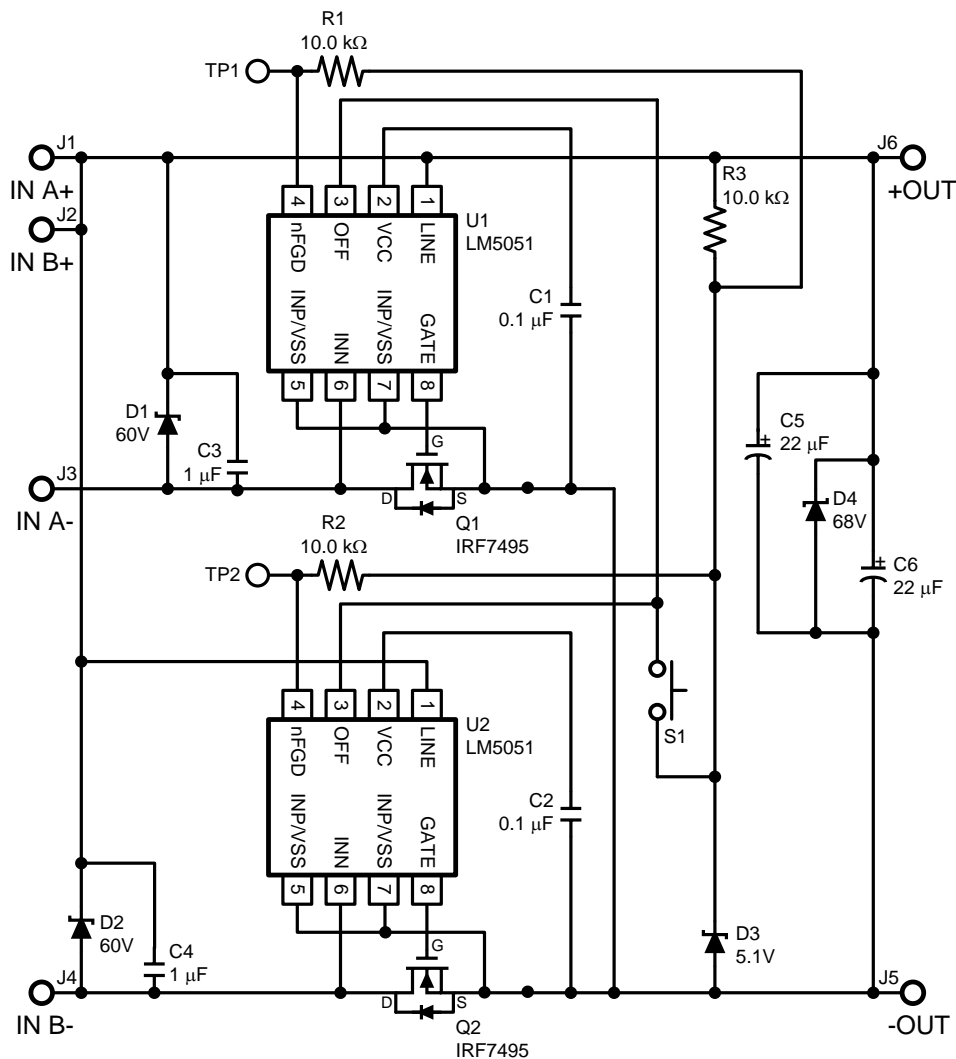 R1
10.0 kΩ
TP1
J1
IN A+
J2
IN B+
J6
+OUT
R3
10.0 kΩ
4 3 2 1
nFGD OFF VCC LINE
INP/VSS INN INP/VSS GATE
5 6 7 8
U1
LM5051
C1
0.1 µF
D1
60V
C3
1 µF
G
D S
Q1
IRF7495
J3
IN A-
C5
22 µF
+
D4
68V
C6
22 µF
+
R2
10.0 kΩ
TP2
4 3 2 1
nFGD OFF VCC LINE
INP/VSS INN INP/VSS GATE
5 6 7 8
U2
LM5051
S1
C2
0.1 µF
D2
60V
C4
1 µF
G
D S
Q2
IRF7495
D3
5.1V
J4
IN B-
J5
-OUT